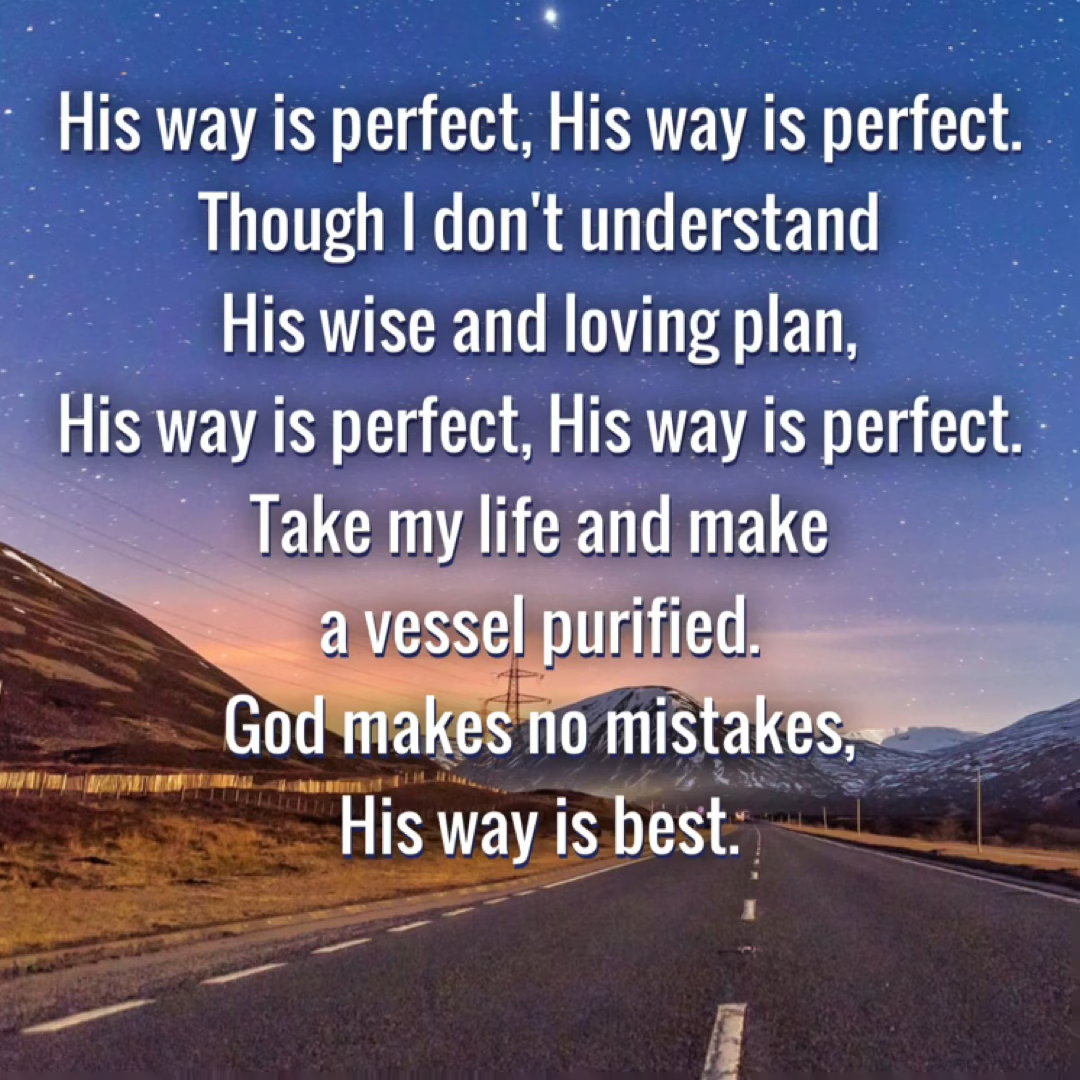 His way is perfect, His way is perfect.
Though I don't understand
His wise and loving plan,
His way is perfect, His way is perfect.
Take my life and make
a vessel purified.
God makes no mistakes,
His way is best.